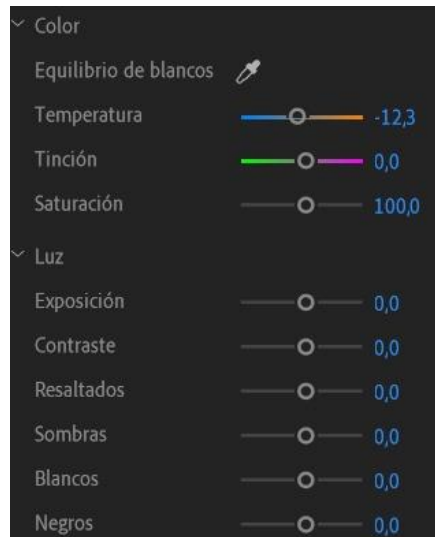 Color
Equilibrio de blancos
Temperatura -12,3
Tinción 0,0
Saturación 100,0
Luz
Exposición 0,0
Contraste 0,0
Resaltados 0,0
Sombras 0,0
Blancos 0,0
Negros 0,0